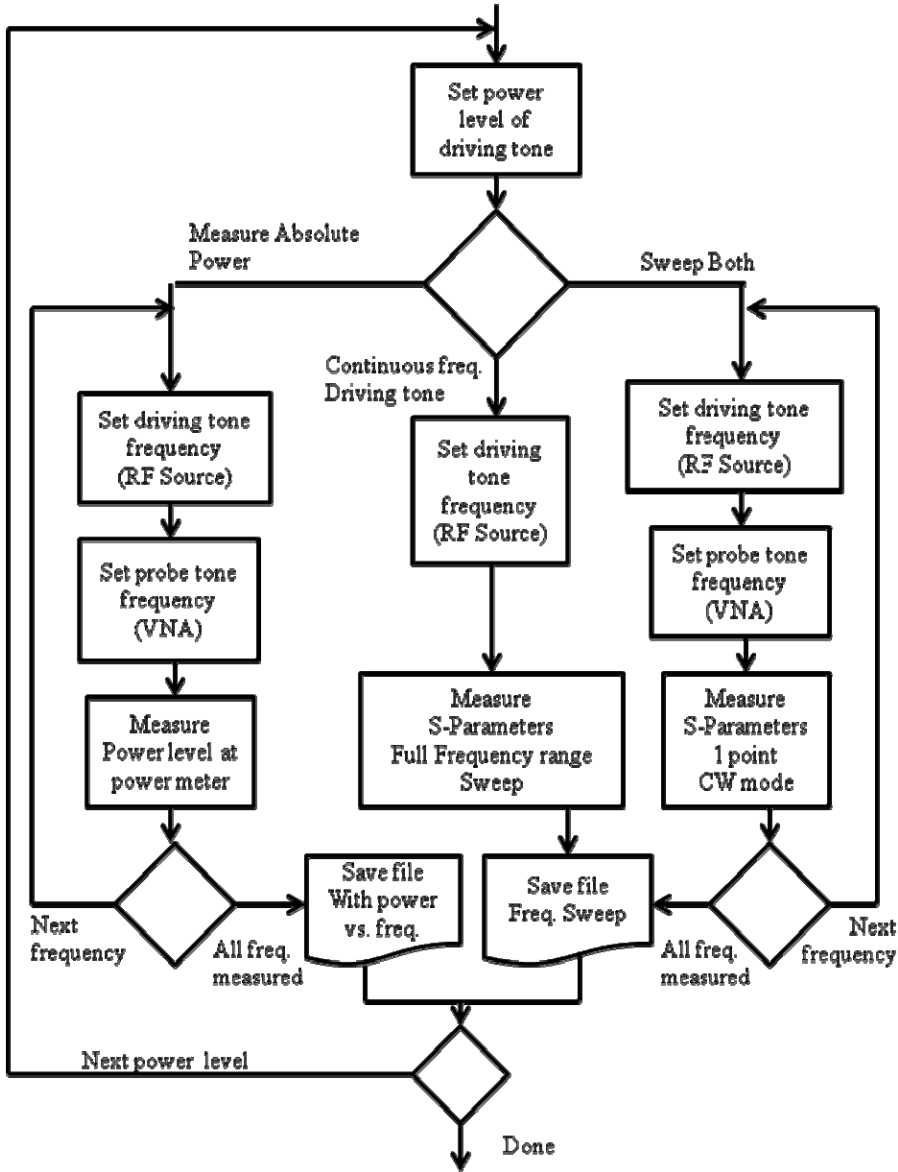 Set power
level of
driving tone
Measure Absolute
Power
Sweep Both
Continuous freq.
Driving tone
Set driving tone
frequency
(RF Source)
Set probe tone
frequency
(VNA)
Measure
Power level at
power meter
Next
frequency
All freq.
measured
Save file
With power
vs. freq.
Set driving
tone
frequency
(RF Source)
Measure
S-Parameters
Full Frequency range
Sweep
Save file
Freq. Sweep
Set driving tone
frequency
(RF Source)
Set probe tone
frequency
(VNA)
Measure
S-Parameters
1 point
CW mode
All freq.
measured
Next
frequency
Next power level
Done